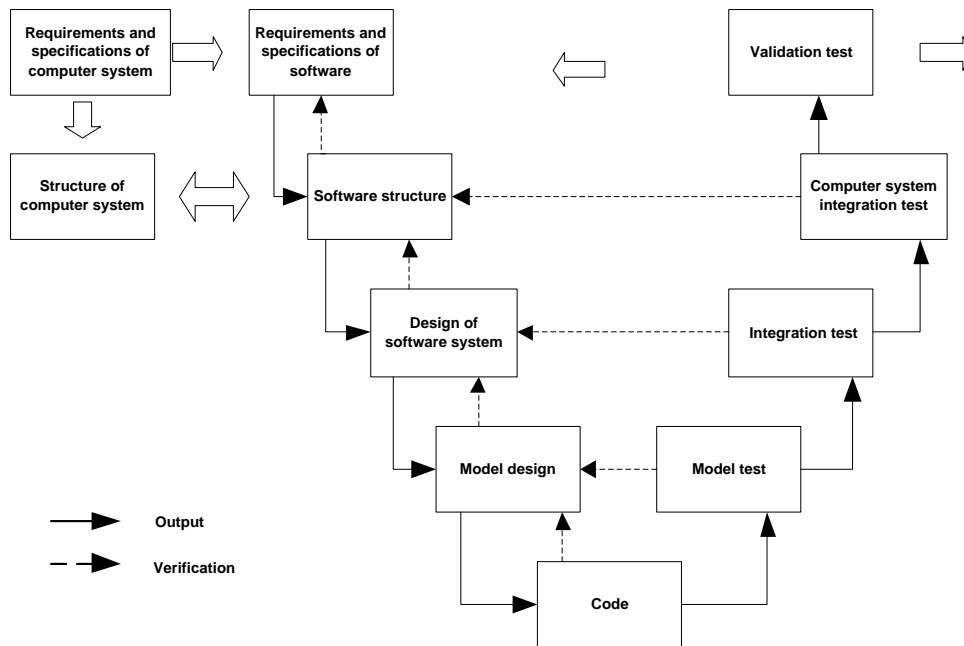 Requirements and
specifications of
computer system
Requirements and
specifications of
software
Validation test
Structure of
computer system
Software structure
Computer system
integration test
Design of
software system
Integration test
Model design
Model test
Output
Verification
Code